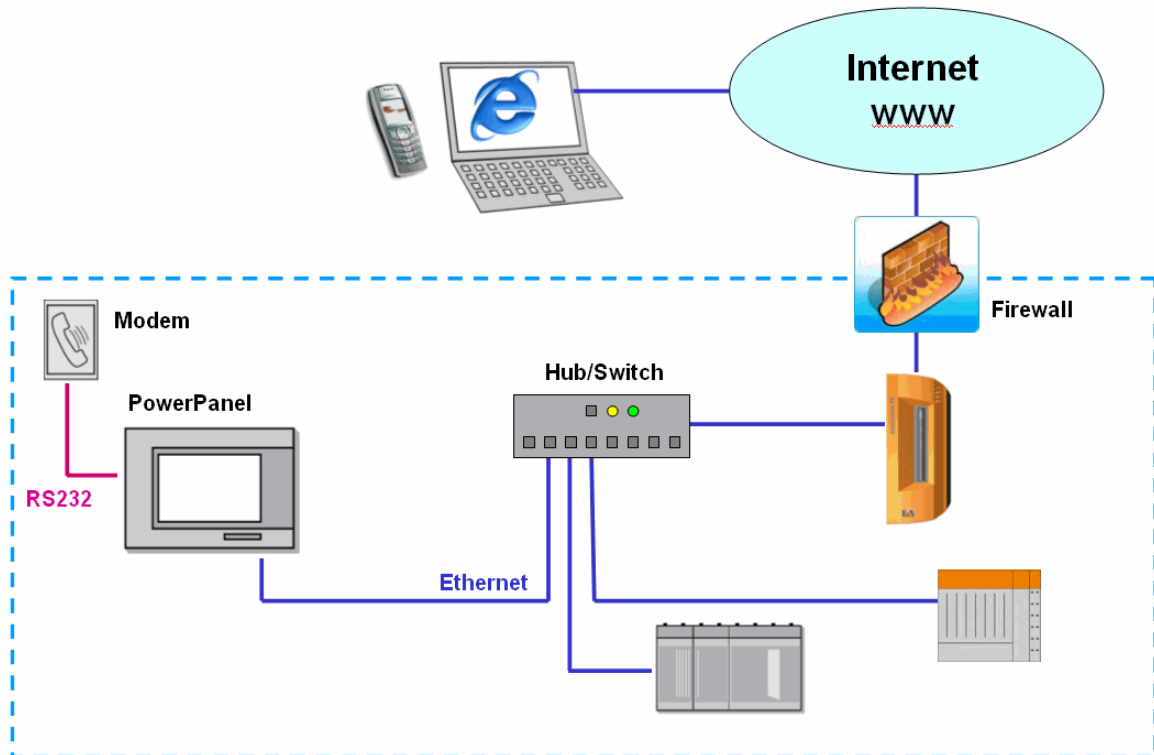 Internet
www
Firewall
Modem
Hub/Switch
PowerPanel
RS232
Ethernet